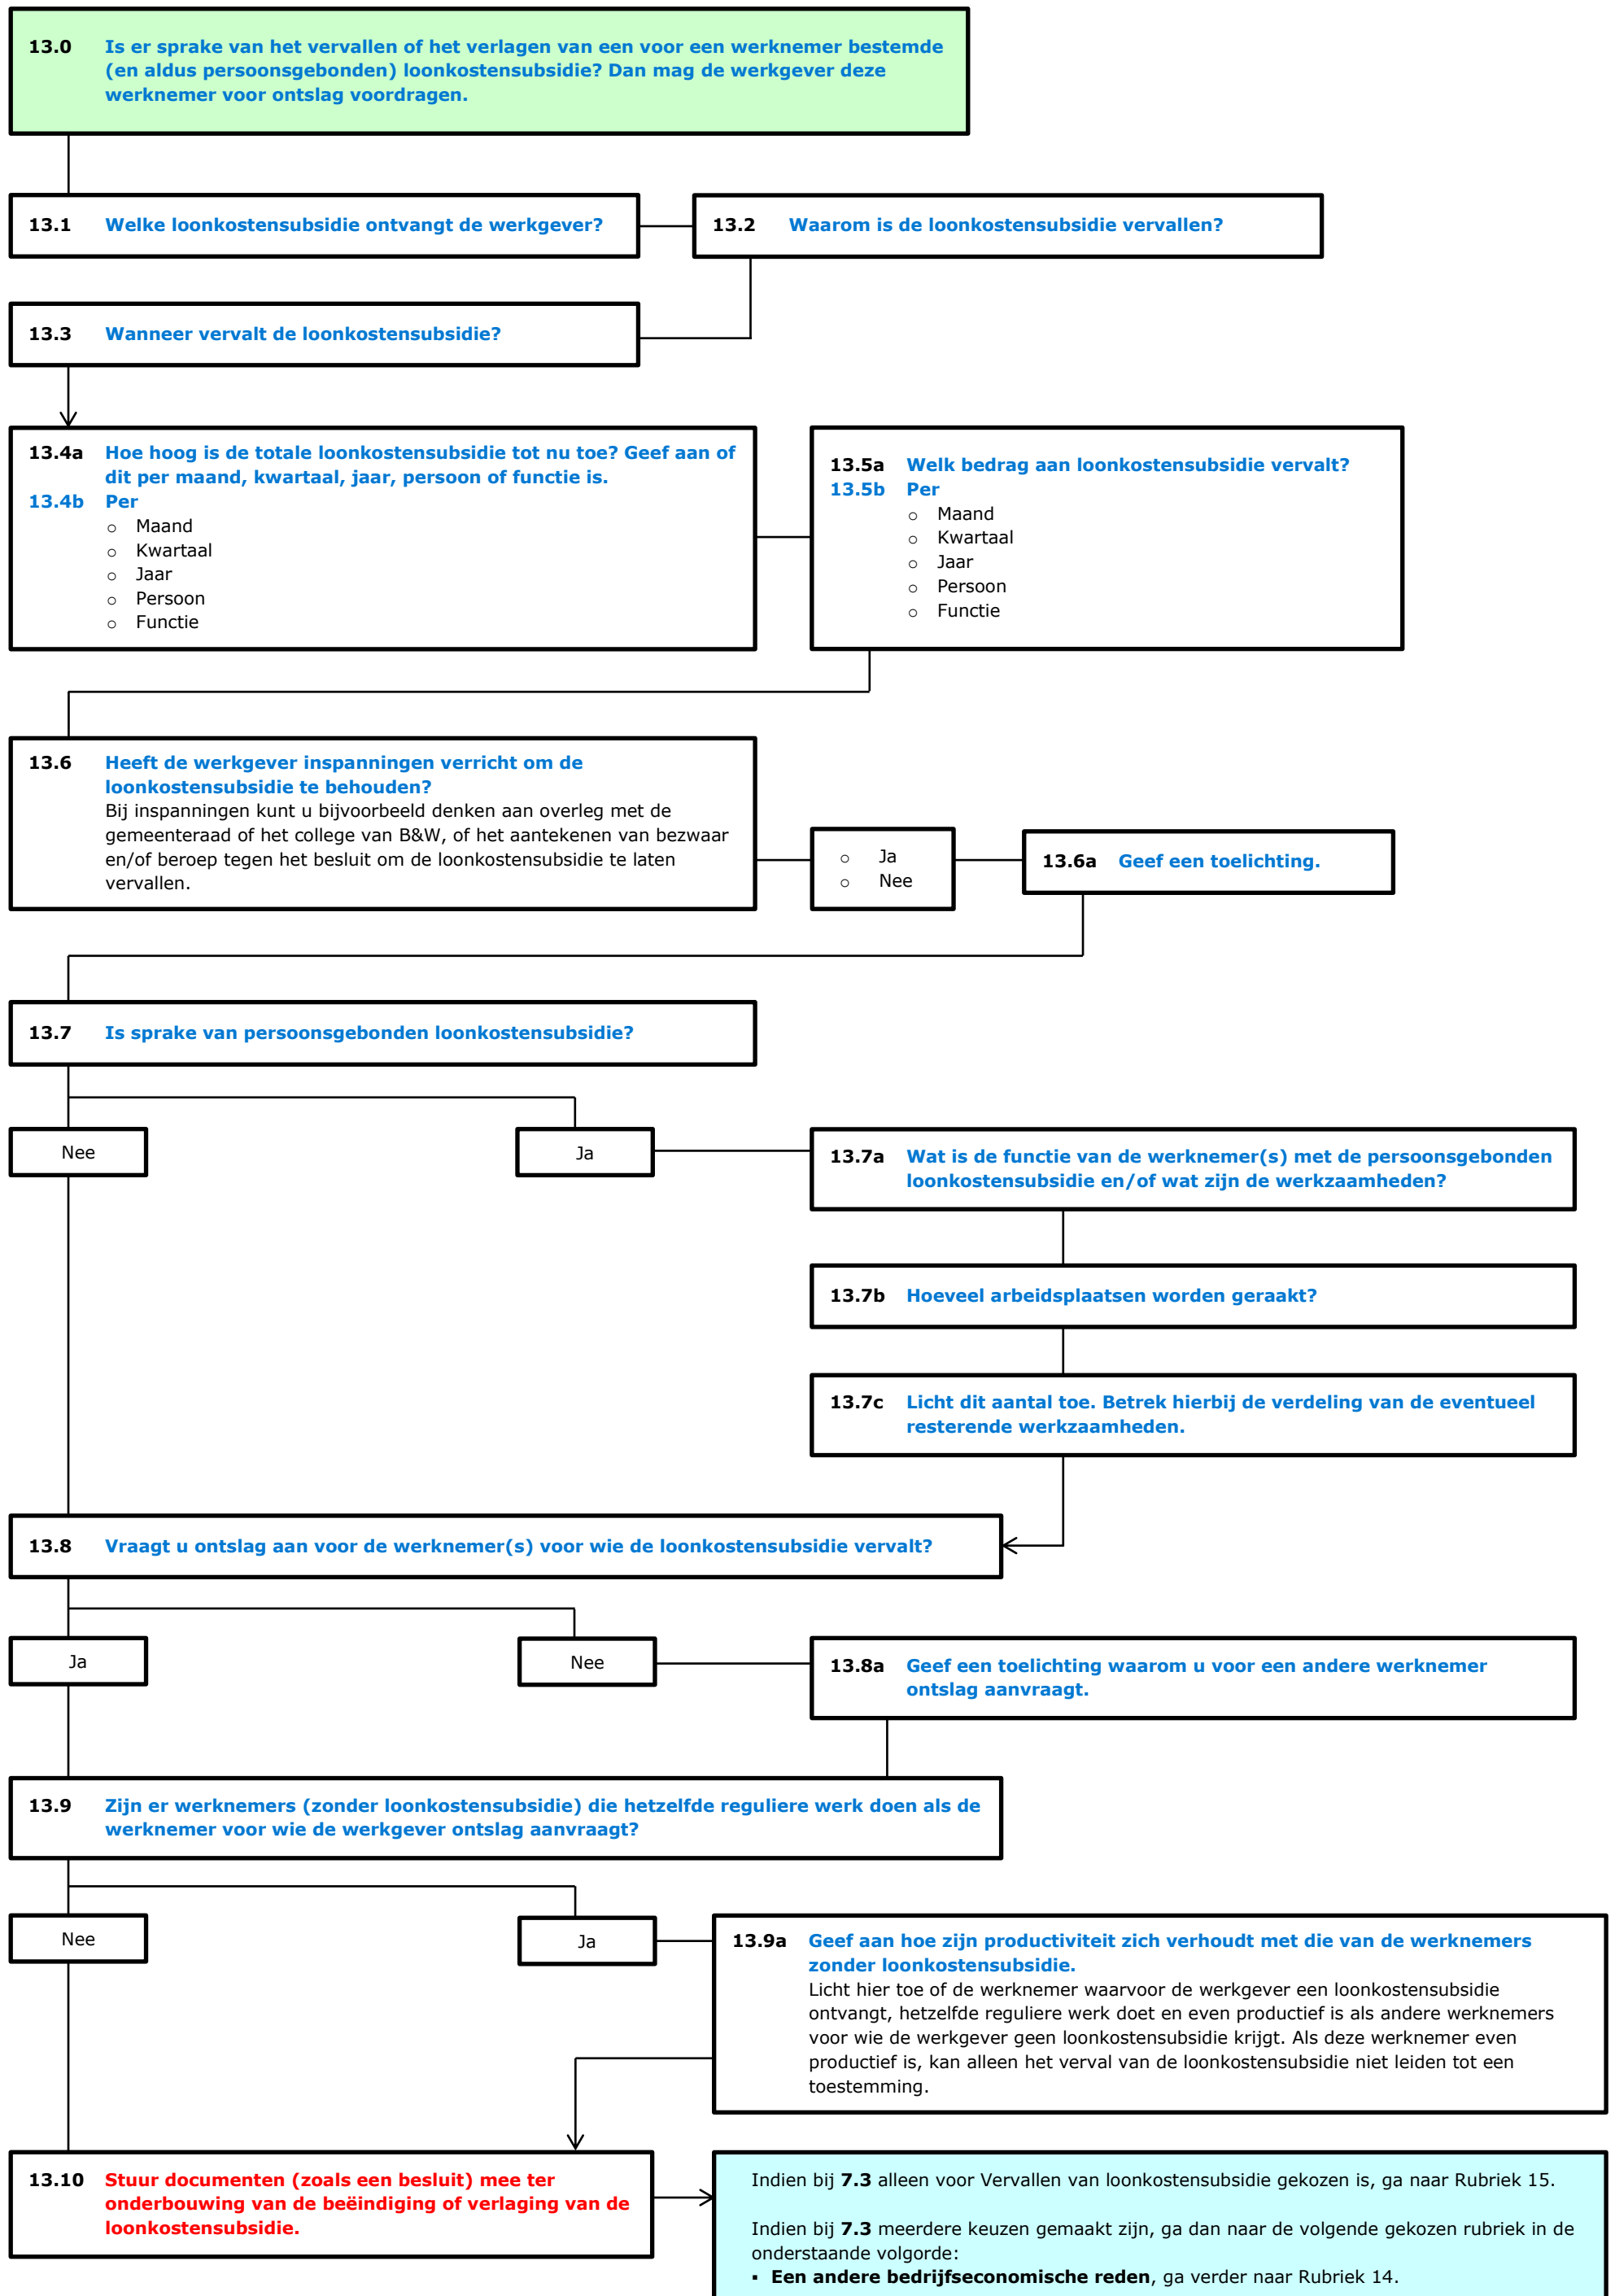 13.0 Is er sprake van het vervallen of het verlagen van een voor een werknemer bestemde
(en aldus persoonsgebonden) loonkostensubsidie? Dan mag de werkgever deze
werknemer voor ontslag voordragen.
13.1 Welke loonkostensubsidie ontvangt de werkgever?
13.2 Waarom is de loonkostensubsidie vervallen?
13.3 Wanneer vervalt de loonkostensubsidie?
13.4a Hoe hoog is de totale loonkostensubsidie tot nu toe? Geef aan of
dit per maand, kwartaal, jaar, persoon of functie is.
13.4b Per
o Maand
o Kwartaal
o Jaar
o Persoon
o Functie
13.5a Welk bedrag aan loonkostensubsidie vervalt?
13.5b Per
o Maand
o Kwartaal
o Jaar
o Persoon
o Functie
13.6 Heeft de werkgever inspanningen verricht om de
loonkostensubsidie te behouden?
Bij inspanningen kunt u bijvoorbeeld denken aan overleg met de
gemeenteraad of het college van B&W, of het aantekenen van bezwaar
en/of beroep tegen het besluit om de loonkostensubsidie te laten
vervallen.
o Ja
o Nee
13.6a Geef een toelichting.
13.7 Is sprake van persoonsgebonden loonkostensubsidie?
Nee
Ja
13.7a Wat is de functie van de werknemer(s) met de persoonsgebonden
loonkostensubsidie en/of wat zijn de werkzaamheden?
13.7b Hoeveel arbeidsplaatsen worden geraakt?
13.7c Licht dit aantal toe. Betrek hierbij de verdeling van de eventueel
resterende werkzaamheden.
13.8 Vraagt u ontslag aan voor de werknemer(s) voor wie de loonkostensubsidie vervalt?
Ja
Nee
13.8a Geef een toelichting waarom u voor een andere werknemer
ontslag aanvraagt.
13.9 Zijn er werknemers (zonder loonkostensubsidie) die hetzelfde reguliere werk doen als de
werknemer voor wie de werkgever ontslag aanvraagt?
Nee
Ja
13.9a Geef aan hoe zijn productiviteit zich verhoudt met die van de werknemers
zonder loonkostensubsidie.
Licht hier toe of de werknemer waarvoor de werkgever een loonkostensubsidie
ontvangt, hetzelfde reguliere werk doet en even productief is als andere werknemers
voor wie de werkgever geen loonkostensubsidie krijgt. Als deze werknemer even
productief is, kan alleen het verval van de loonkostensubsidie niet leiden tot een
toestemming.
13.10 Stuur documenten (zoals een besluit) mee ter
onderbouwing van de beëindiging of verlaging van de
loonkostensubsidie.
Indien bij 7.3 alleen voor Vervallen van loonkostensubsidie gekozen is, ga naar Rubriek 15.
Indien bij 7.3 meerdere keuzen gemaakt zijn, ga dan naar de volgende gekozen rubriek in de
onderstaande volgorde:
▪ Een andere bedrijfseconomische reden, ga verder naar Rubriek 14.